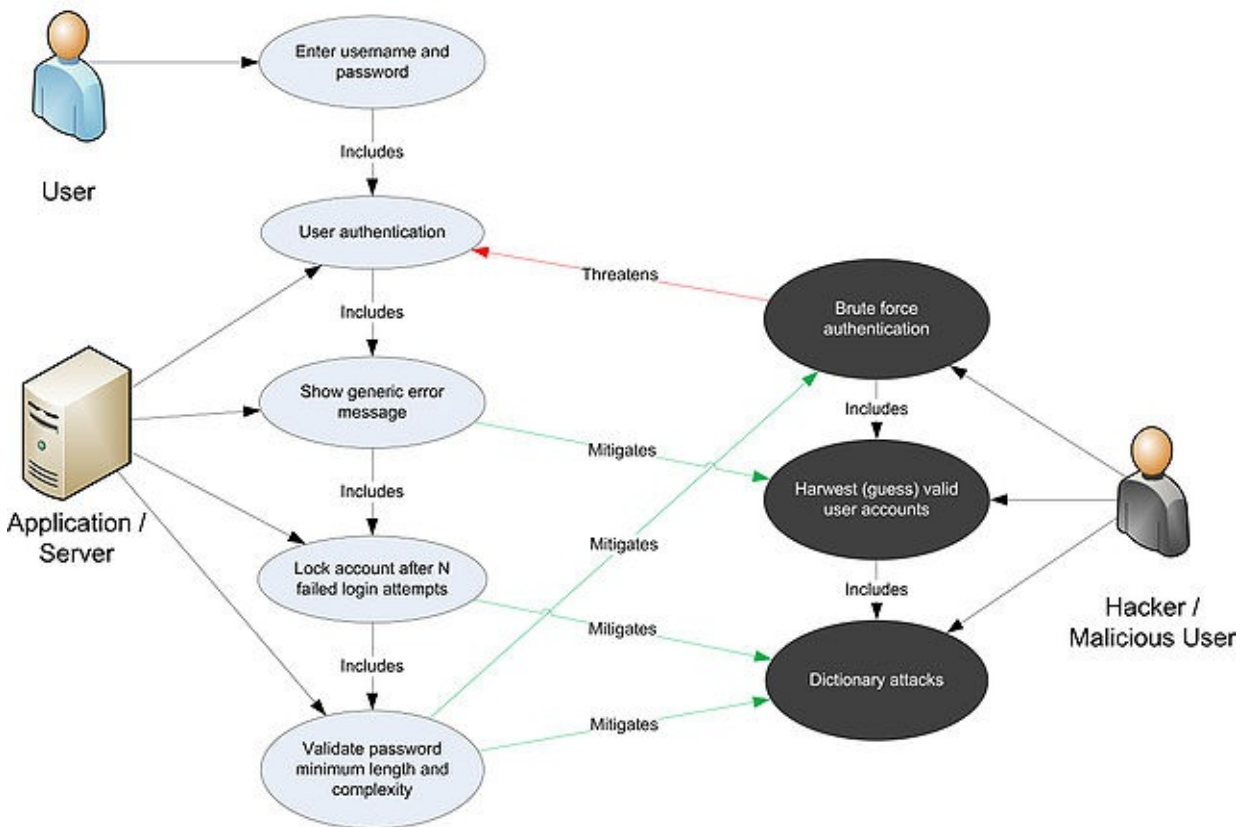 Enter username and
password
Includes
User
User authentication
Threatens
Brute force
authentication
Includes
Show generic error
message
Includes
Mitigates
Harwest (guess) valid
user accounts
Includes
Application /
Server
Mitigates
Lock account after N
failed login attempts
Includes
Mitigates
Hacker /
Malicious User
Dictionary attacks
Includes
Mitigates
Validate password
minimum length and
complexity